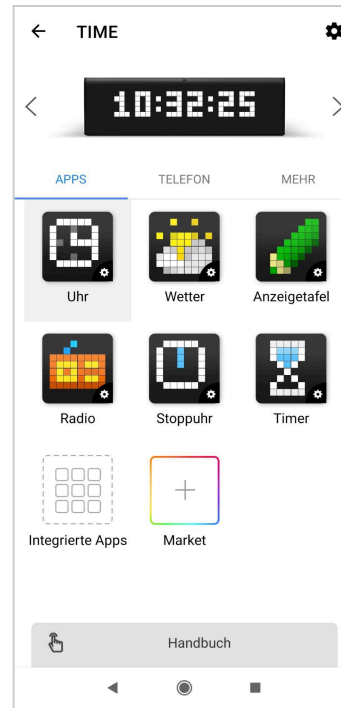 TIME
10:32:25
APPS TELEFON MEHR
Uhr Wetter Anzeigetafel
Radio Stoppuhr Timer
Integrierte Apps Market
Handbuch